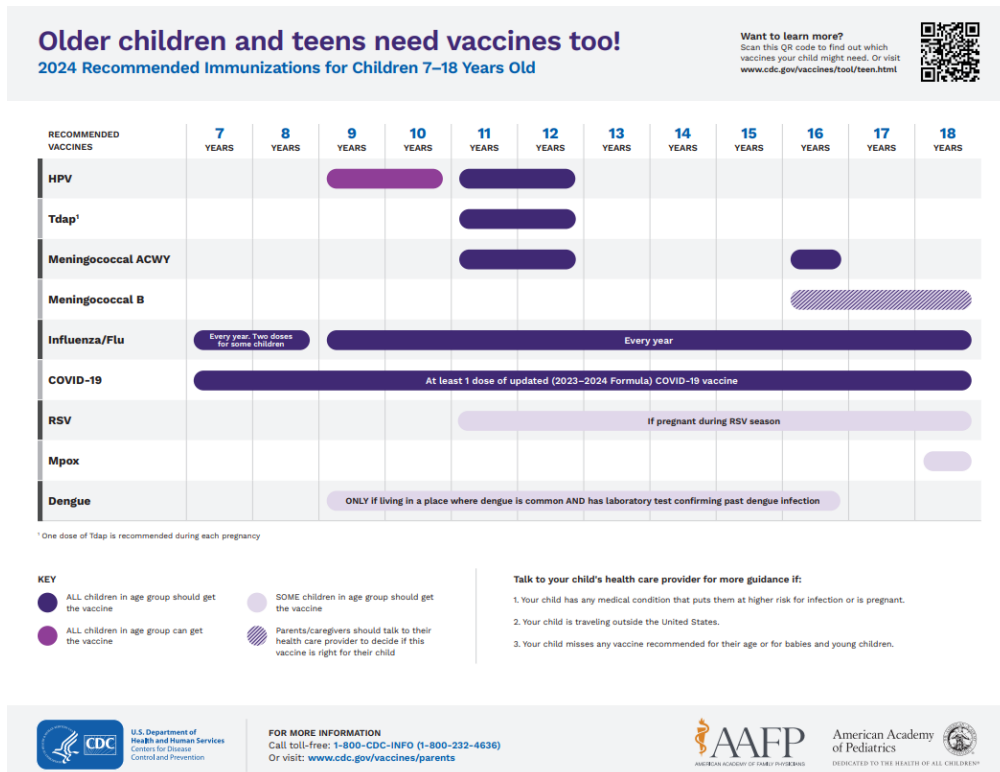 Older children and teens need vaccines too!
2024 Recommended Immunizations for Children 7–18 Years Old
Want to learn more?
Scan this QR code to find out which
vaccines your child might need. Or visit
www.cdc.gov/vaccines/tool/teen.html
RECOMMENDED
VACCINES
7 8 9 10 11 12 13 14 15 16 17 18
YEARS YEARS YEARS YEARS YEARS YEARS YEARS YEARS YEARS YEARS YEARS YEARS
HPV
Tdap¹
Meningococcal ACWY
Meningococcal B
Influenza/Flu
Every year. Two doses
for some children
Every year
COVID-19
At least 1 dose of updated (2023–2024 Formula) COVID-19 vaccine
RSV
If pregnant during RSV season
Mpox
Dengue
ONLY if living in a place where dengue is common AND has laboratory test confirming past dengue infection
¹ One dose of Tdap is recommended during each pregnancy
KEY
ALL children in age group should get
the vaccine
ALL children in age group can get
the vaccine
SOME children in age group should get
the vaccine
Parents/caregivers should talk to their
health care provider to decide if this
vaccine is right for their child
Talk to your child's health care provider for more guidance if:
1. Your child has any medical condition that puts them at higher risk for infection or is pregnant.
2. Your child is traveling outside the United States.
3. Your child misses any vaccine recommended for their age or for babies and young children.
CDC
U.S. Department of
Health and Human Services
Centers for Disease
Control and Prevention
FOR MORE INFORMATION
Call toll-free: 1-800-CDC-INFO (1-800-232-4636)
Or visit: www.cdc.gov/vaccines/parents
AAFP
AMERICAN ACADEMY OF FAMILY PHYSICIANS
American Academy
of Pediatrics
DEDICATED TO THE HEALTH OF ALL CHILDREN®